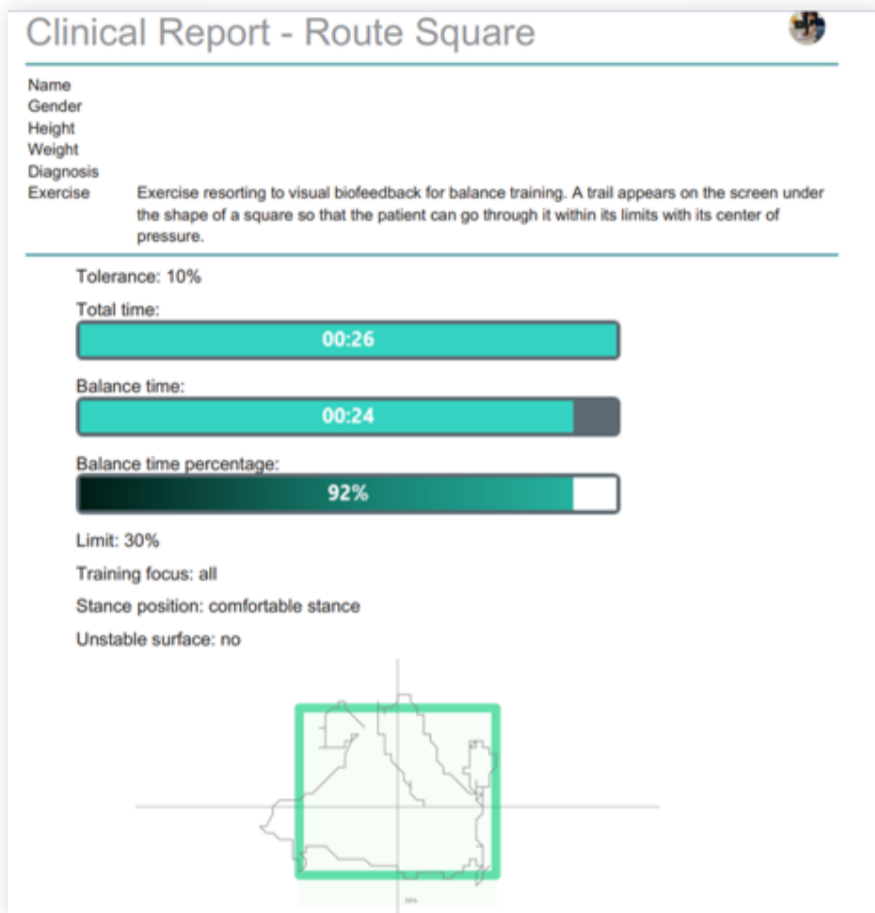 Clinical Report - Route Square
Name
Gender
Height
Weight
Diagnosis
Exercise Exercise resorting to visual biofeedback for balance training. A trail appears on the screen under
the shape of a square so that the patient can go through it within its limits with its center of
pressure.
Tolerance: 10%
Total time:
00:26
Balance time:
00:24
Balance time percentage:
92%
Limit: 30%
Training focus: all
Stance position: comfortable stance
Unstable surface: no